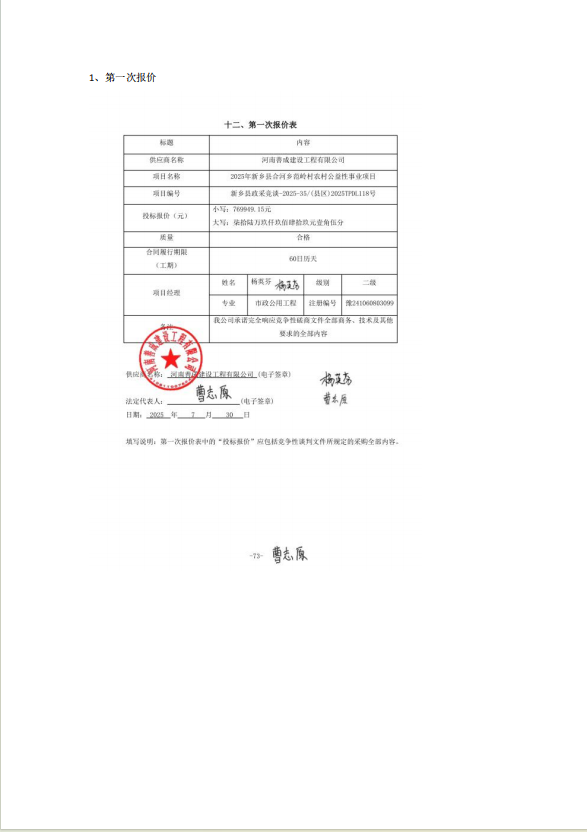 1、第一次报价
十二、第一次报价表
标题 内容
供应商名称 河南普成建设工程有限公司
项目名称 2025年新乡县合河乡范岭村农村公益性事业项目
项目编号 新乡县政采竞谈-2025-35/(县区)2025TPDL118号
投标报价（元） 小写：769949.15元
大写：柒拾陆万玖仟玖佰肆拾玖元壹角伍分
质量 合格
合同履行期限（工期） 60日历天
项目经理 姓名 杨英芬 杨英芬 级别 二级
专业 市政公用工程 注册编号 豫241060803099
备注 我公司承诺完全响应竞争性磋商文件全部商务、技术及其他
要求的全部内容
供应商名称：河南普成建设工程有限公司（电子签章）
法定代表人：曹志原（电子签章）
日期：2025 年 7 月 30 日
填写说明：第一次报价表中的“投标报价”应包括竞争性谈判文件所规定的采购全部内容。
-73- 曹志原